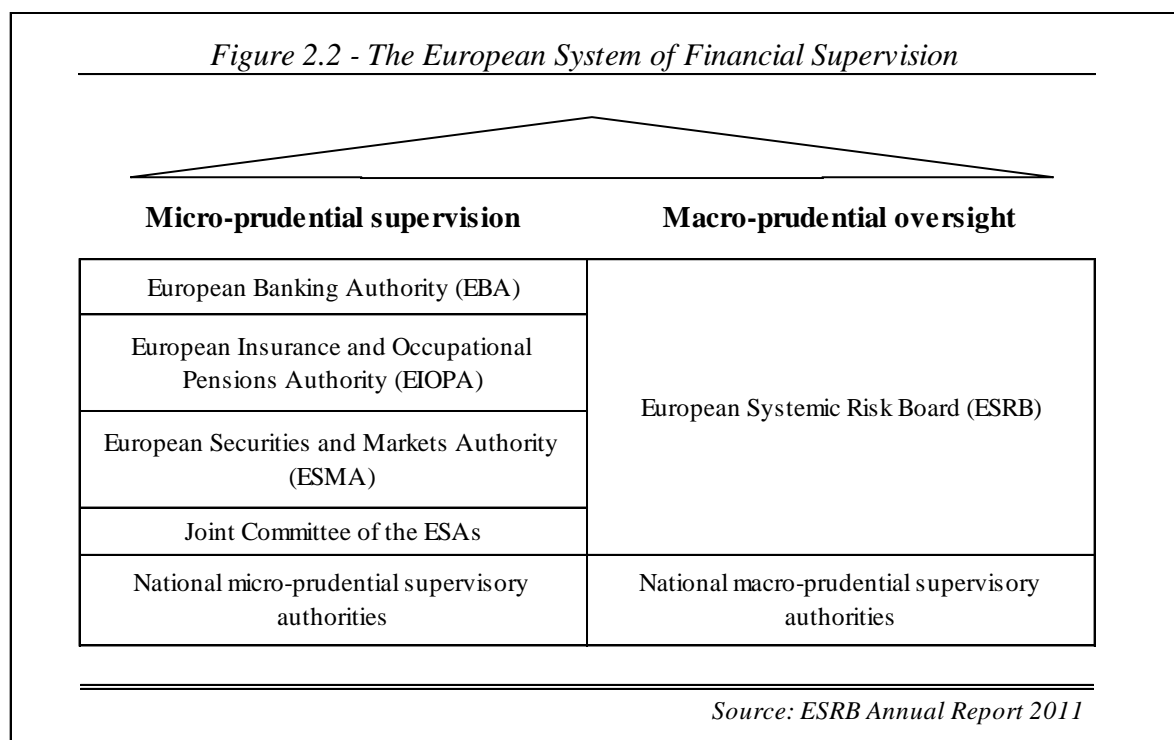 Figure 2.2 - The European System of Financial Supervision
Micro-prudential supervision
Macro-prudential oversight
European Banking Authority (EBA)
European Insurance and Occupational
Pensions Authority (EIOPA)
European Securities and Markets Authority
(ESMA)
Joint Committee of the ESAs
European Systemic Risk Board (ESRB)
National micro-prudential supervisory
authorities
National macro-prudential supervisory
authorities
Source: ESRB Annual Report 2011